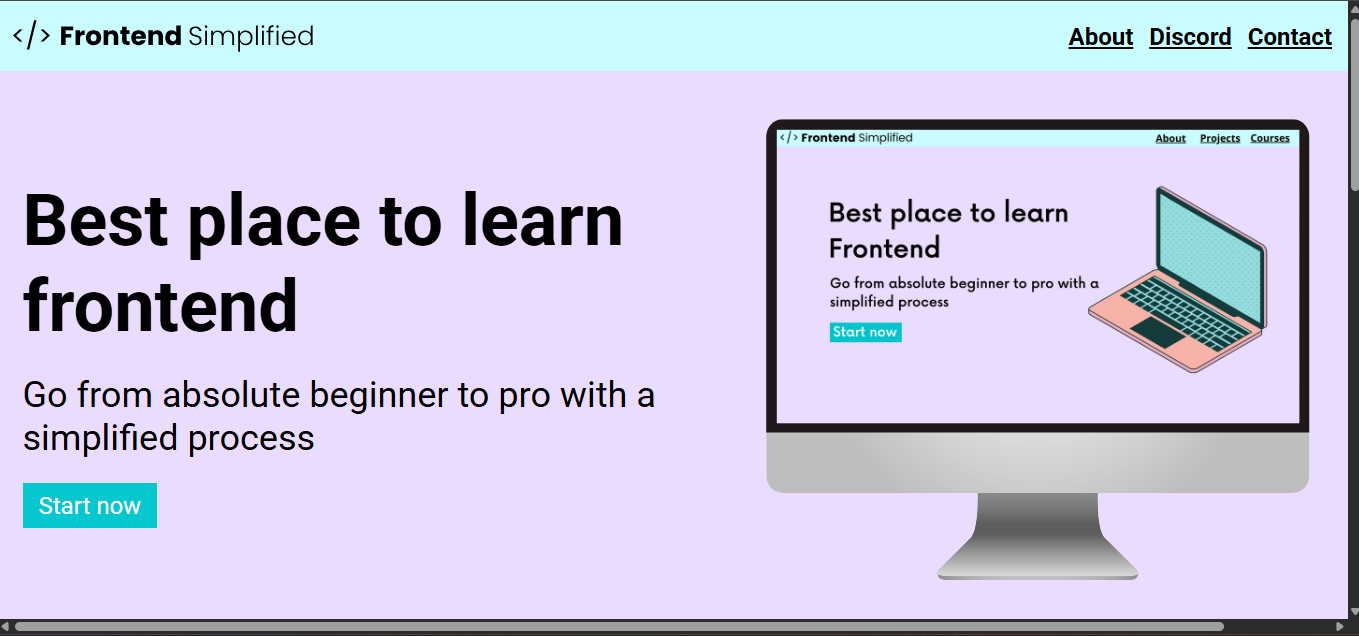 </> Frontend Simplified
About Discord Contact
Best place to learn
frontend
Go from absolute beginner to pro with a
simplified process
Start now
</> Frontend Simplified
About Projects Courses
Best place to learn
Frontend
Go from absolute beginner to pro with a
simplified process
Start now